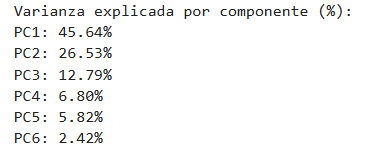 Varianza explicada por componente (%):
PC1: 45.64%
PC2: 26.53%
PC3: 12.79%
PC4: 6.80%
PC5: 5.82%
PC6: 2.42%